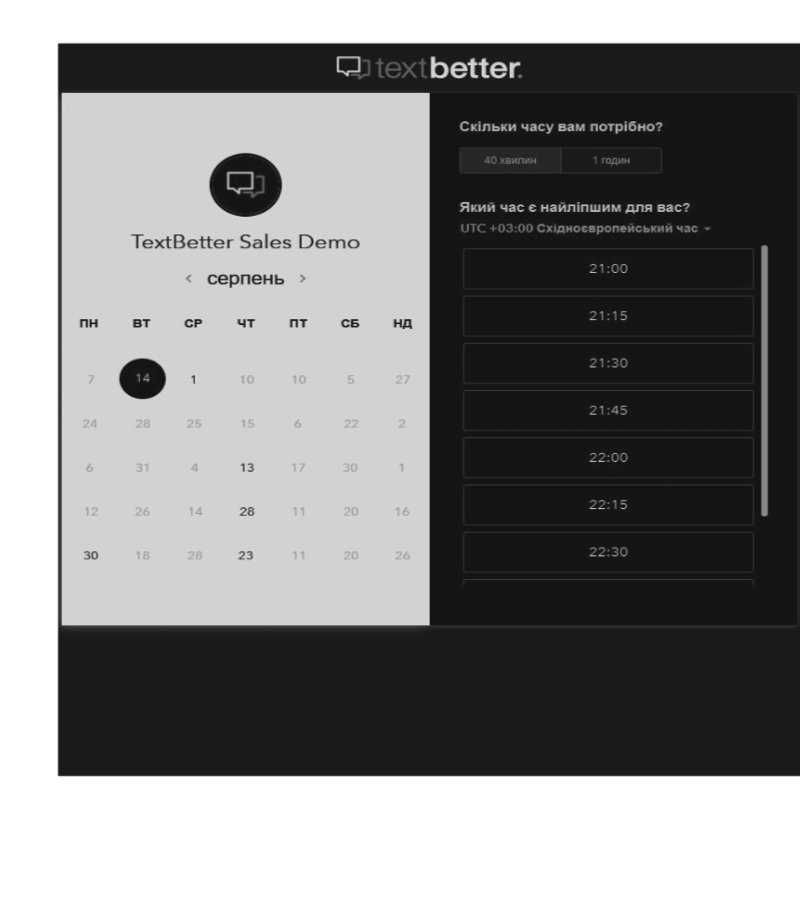 textbetter.
TextBetter Sales Demo
< серпень >
ПН ВТ СР ЧТ ПТ СБ НД
7 14 1 10 10 5 27
24 28 25 15 6 22 2
6 31 4 13 17 30 1
12 26 14 28 11 20 16
30 18 28 23 11 20 26
Скільки часу вам потрібно?
40 хвилин 1 годин
Який час є найліпшим для вас?
UTC +03:00 Східноєвропейський час
21:00
21:15
21:30
21:45
22:00
22:15
22:30